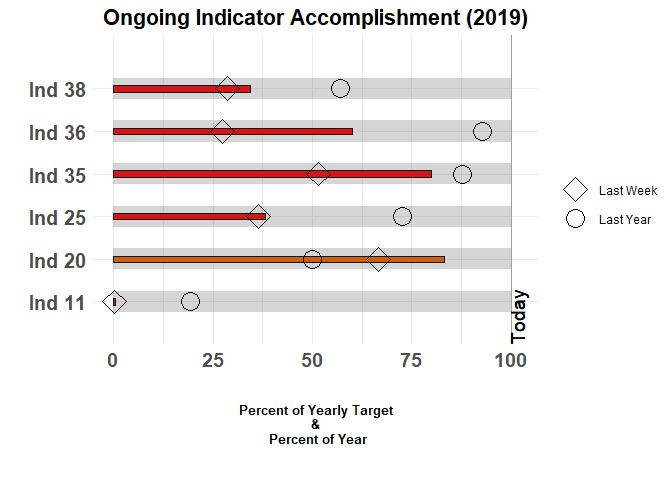 Ongoing Indicator Accomplishment (2019)
Ind 38
Ind 36
Ind 35
Ind 25
Ind 20
Ind 11
Today
0 25 50 75 100
Percent of Yearly Target
&
Percent of Year
Last Week
Last Year